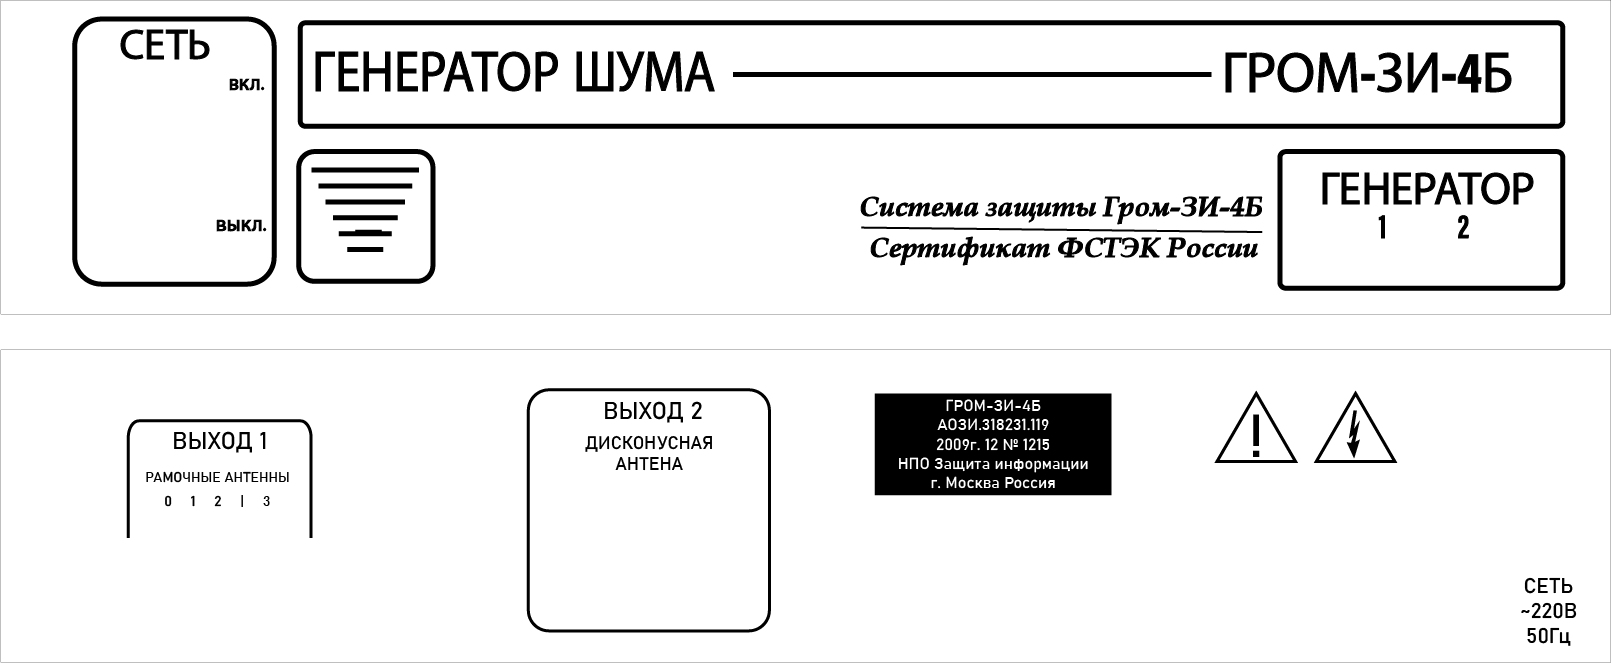 СЕТЬ
ВКЛ.
ВЫКЛ.
ГЕНЕРАТОР ШУМА ГРОМ-ЗИ-4Б
Система защиты Гром-ЗИ-4Б
Сертификат ФСТЭК России
ГЕНЕРАТОР
1 2
ВЫХОД 1
РАМОЧНЫЕ АНТЕННЫ
0 1 2 | 3
ВЫХОД 2
ДИСКОНУСНАЯ
АНТЕНА
ГРОМ-ЗИ-4Б
АОЗИ.318231.119
2009г. 12 № 1215
НПО Защита информации
г. Москва Россия
!
СЕТЬ
~220В
50Гц